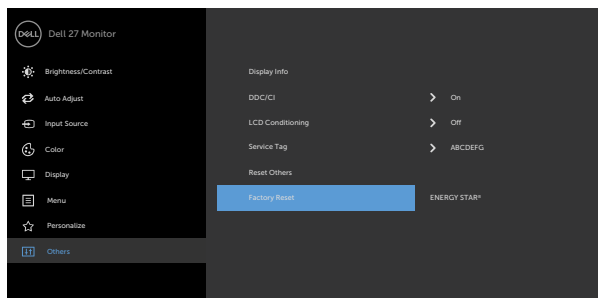 DELL Dell 27 Monitor
Brightness/Contrast
Auto Adjust
Input Source
Color
Display
Menu
Personalize
Others
Display Info
DDC/CI On
LCD Conditioning Off
Service Tag ABCDEFG
Reset Others
Factory Reset ENERGY STAR®